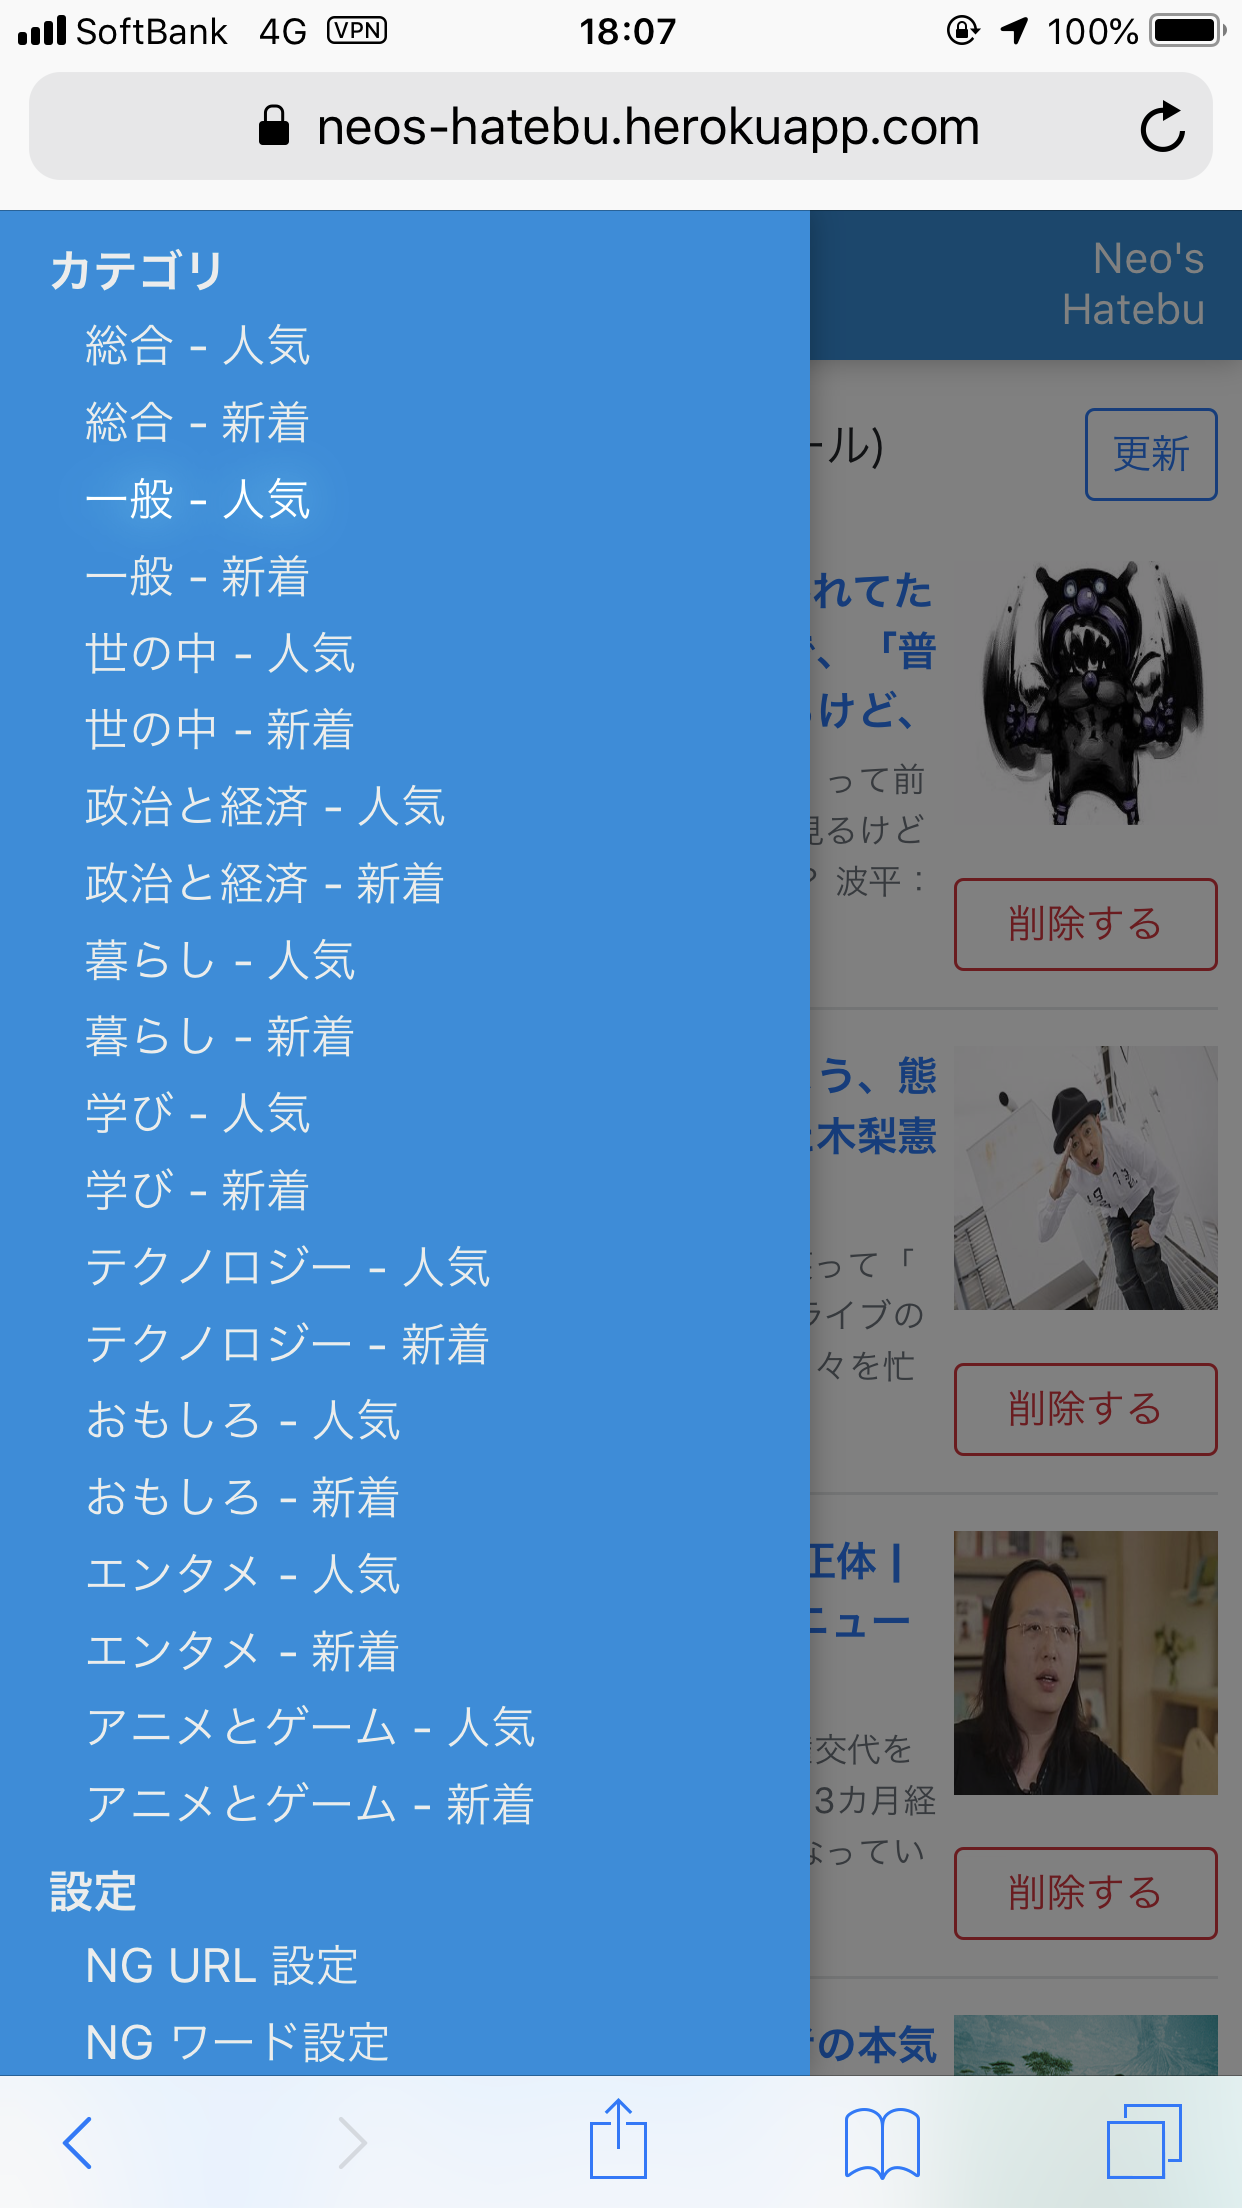 SoftBank 4G VPN 18:07 100%
neos-hatebu.herokuapp.com
カテゴリ
総合 - 人気
総合 - 新着
一般 - 人気
一般 - 新着
世の中 - 人気
世の中 - 新着
政治と経済 - 人気
政治と経済 - 新着
暮らし - 人気
暮らし - 新着
学び - 人気
学び - 新着
テクノロジー - 人気
テクノロジー - 新着
おもしろ - 人気
おもしろ - 新着
エンタメ - 人気
エンタメ - 新着
アニメとゲーム - 人気
アニメとゲーム - 新着
設定
NG URL 設定
NG ワード設定
Neo's
Hatebu
ール)
更新
れてた
、「普
けど、
って前
見るけど
? 波平：
削除する
う、態
木梨憲
って「
ライブの
々を忙
削除する
正体 |
ニュー
交代を
3カ月経
なってい
削除する
の本気